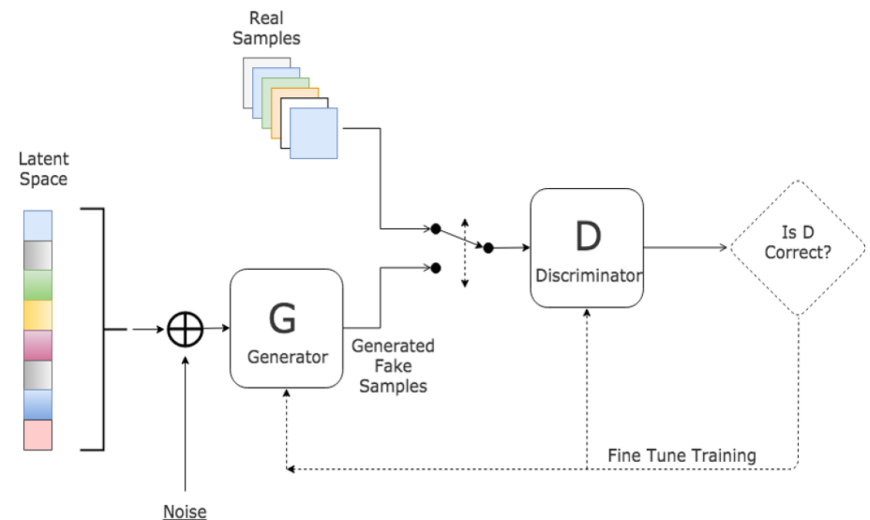 Real
Samples
Latent
Space
Is D
Correct?
D
Discriminator
G
Generator
Generated
Fake
Samples
Fine Tune Training
Noise